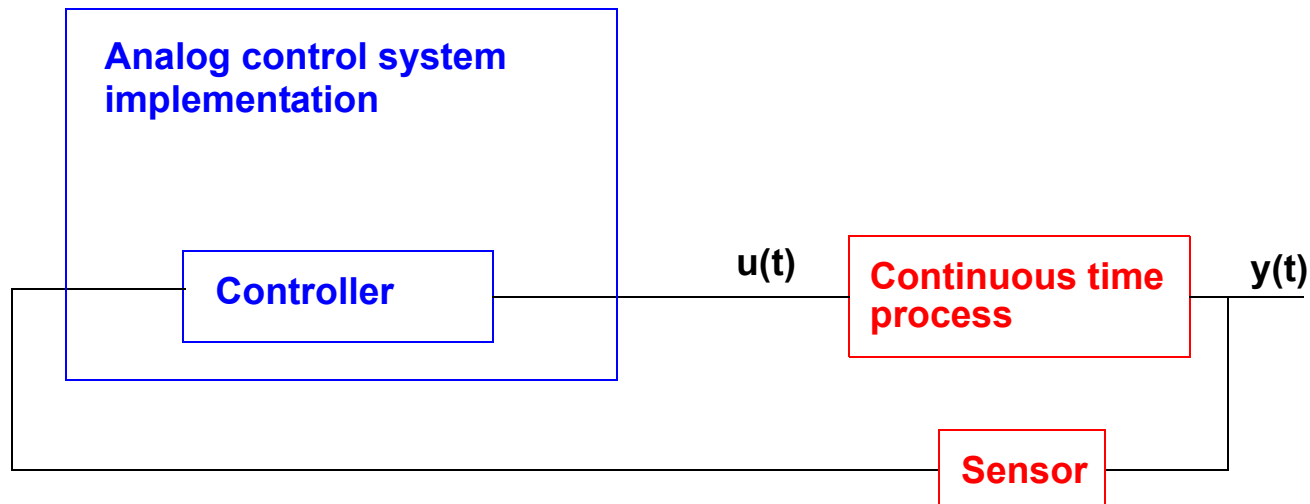 Analog control system
implementation
Controller
u(t)
Continuous time
process
y(t)
Sensor